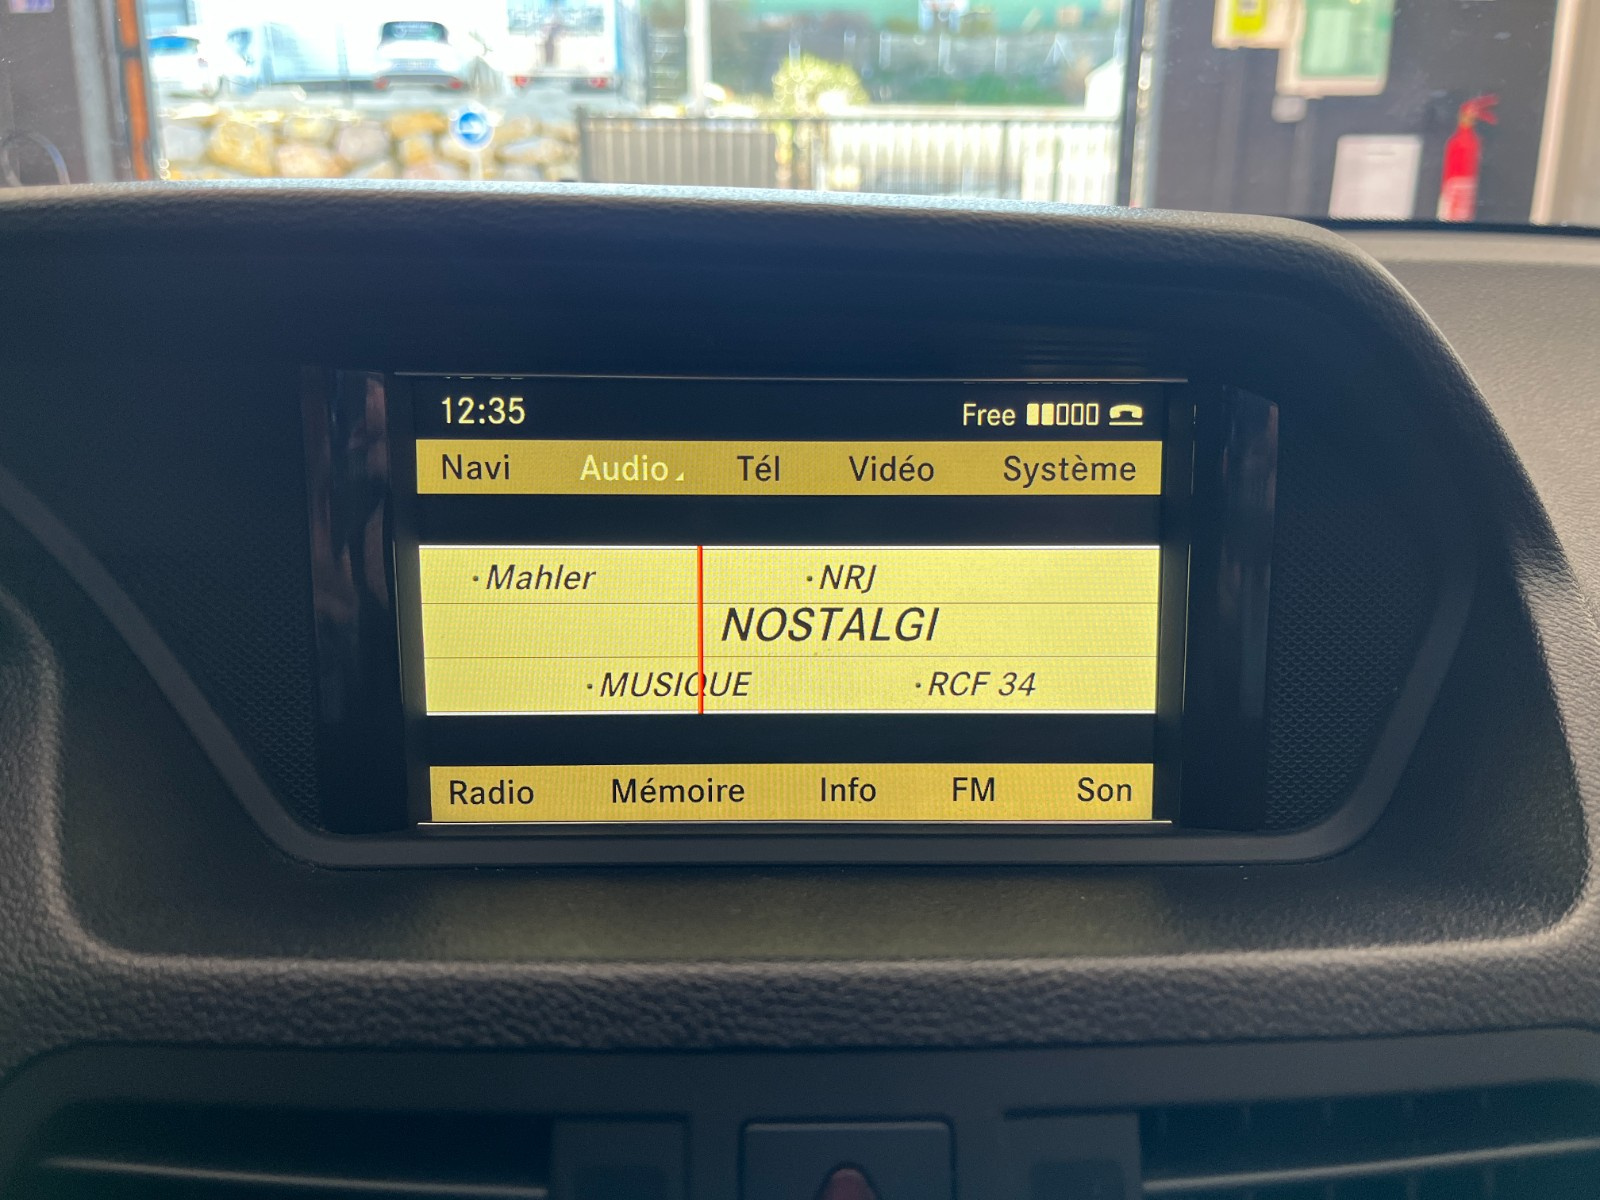 12:35 Free
Navi Audio Tél Vidéo Système
·Mahler ·NRJ
NOSTALGI
·MUSIQUE ·RCF 34
Radio Mémoire Info FM Son